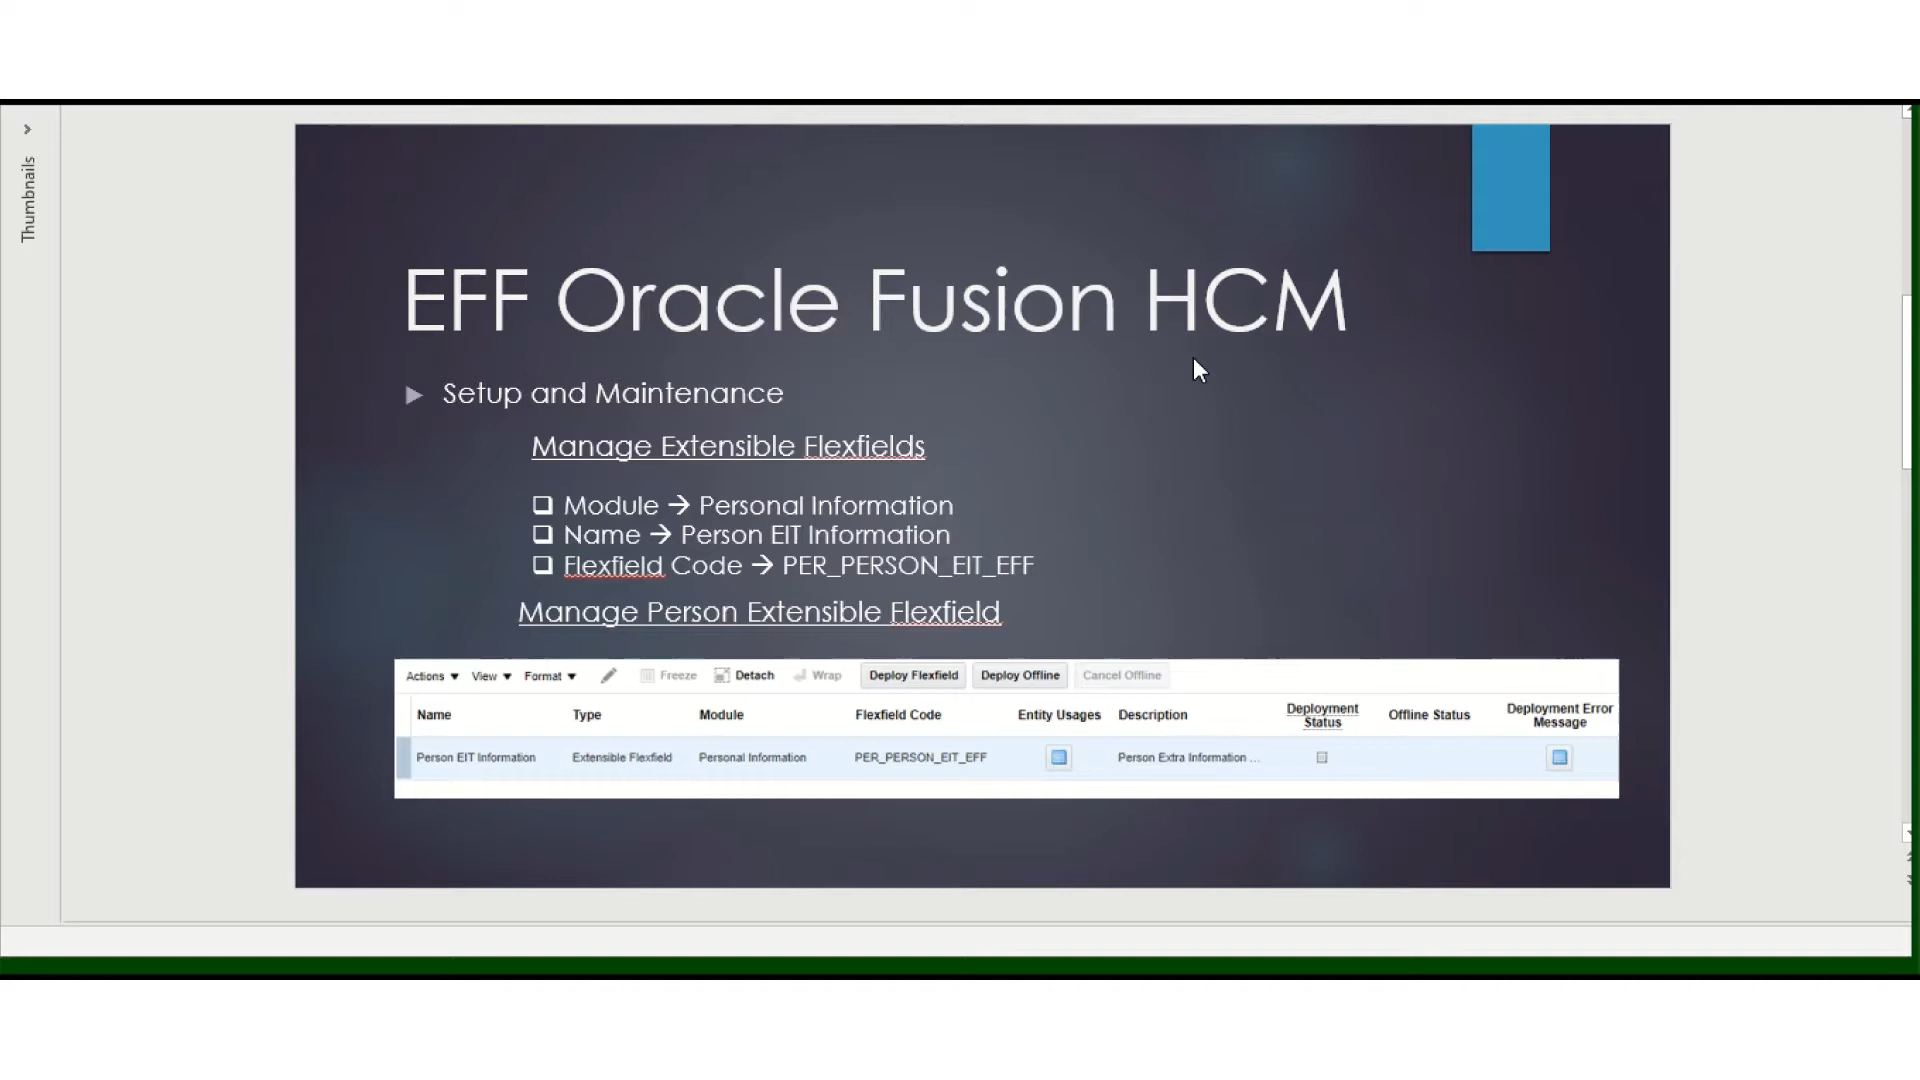 Thumbnails
EFF Oracle Fusion HCM
Setup and Maintenance
Manage Extensible Flexfields
Module → Personal Information
Name → Person EIT Information
Flexfield Code → PER_PERSON_EIT_EFF
Manage Person Extensible Flexfield
Actions View Format Freeze Detach Wrap Deploy Flexfield Deploy Offline Cancel Offline
Name Type Module Flexfield Code Entity Usages Description Deployment Status Offline Status Deployment Error Message
Person EIT Information Extensible Flexfield Personal Information PER_PERSON_EIT_EFF Person Extra Information ...